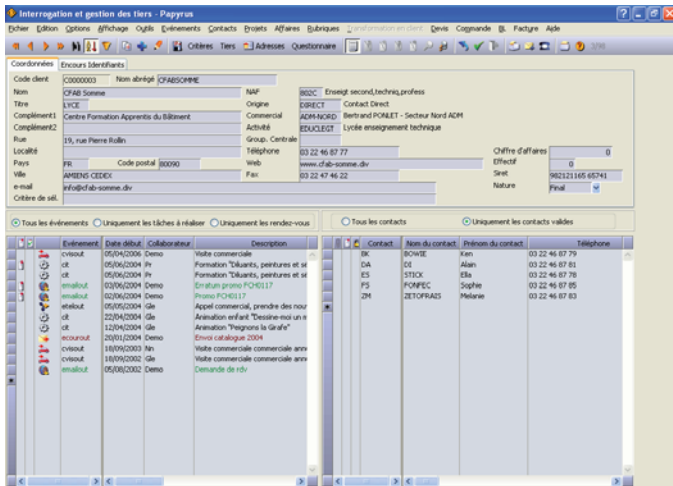 Interrogation et gestion des tiers - Papyrus
Fichier Edition Options Affichage Outils Evénements Contacts Projets Affaires Rubriques Transformation en client Devis Commande BL Facture Aide
Critères Tiers Adresses Questionnaire 3/98
Coordonnées Encours Identifiants
Code client C0000003 Nom abrégé CFABSOMME
Nom CFAB Somme NAF 802C Enseigt second,techniq,profess
Titre LYCE Origine DIRECT Contact Direct
Complément1 Centre Formation Apprentis du Bâtiment Commercial ADM-NORD Bertrand PONLET - Secteur Nord ADM
Complément2 Activité EDUCLEGT Lycée enseignement technique
Rue 19, rue Pierre Rollin Group. Centrale
Localité Téléphone 03 22 46 87 77 Chiffre d'affaires 0
Pays FR Code postal 80090 Web www.cfab-somme.div Effectif 0
Ville AMIENS CEDEX Fax 03 22 47 46 22 Siret 982121165 65741
e-mail info@cfab-somme.div Nature Final
Critère de sél.
Tous les événements Uniquement les tâches à réaliser Uniquement les rendez-vous Tous les contacts Uniquement les contacts valides
Evénement Date début Collaborateur Description Contact Nom du contact Prénom du contact Téléphone
cvisout 05/04/2006 Demo Visite commerciale BK BOWIE Ken 03 22 46 87 79
cit 05/06/2004 Pr Formation "Diluants, peintures et sé DA DI Alain 03 22 46 87 81
cit 05/06/2004 Pr Formation "Diluants, peintures et sé ES STICK Ella 03 22 46 87 78
emailout 03/06/2004 Demo Erratum promo FCH0117 FS FONFEC Sophie 03 22 46 87 85
emailout 02/06/2004 Demo Promo FCH0117 ZM ZETOFRAIS Melanie 03 22 46 87 83
etelout 05/05/2004 Gle Appel commercial, prendre des nouv
cit 22/04/2004 Gle Animation enfant "Dessine-moi un m
cit 12/04/2004 Gle Animation "Peignons la Girafe"
ecourout 20/01/2004 Demo Envoi catalogue 2004
cvisout 18/09/2003 Nn Visite commerciale commerciale ann
cvisout 18/09/2002 Gle Visite commerciale commerciale ann
emailout 05/08/2002 Demo Demande de rdv